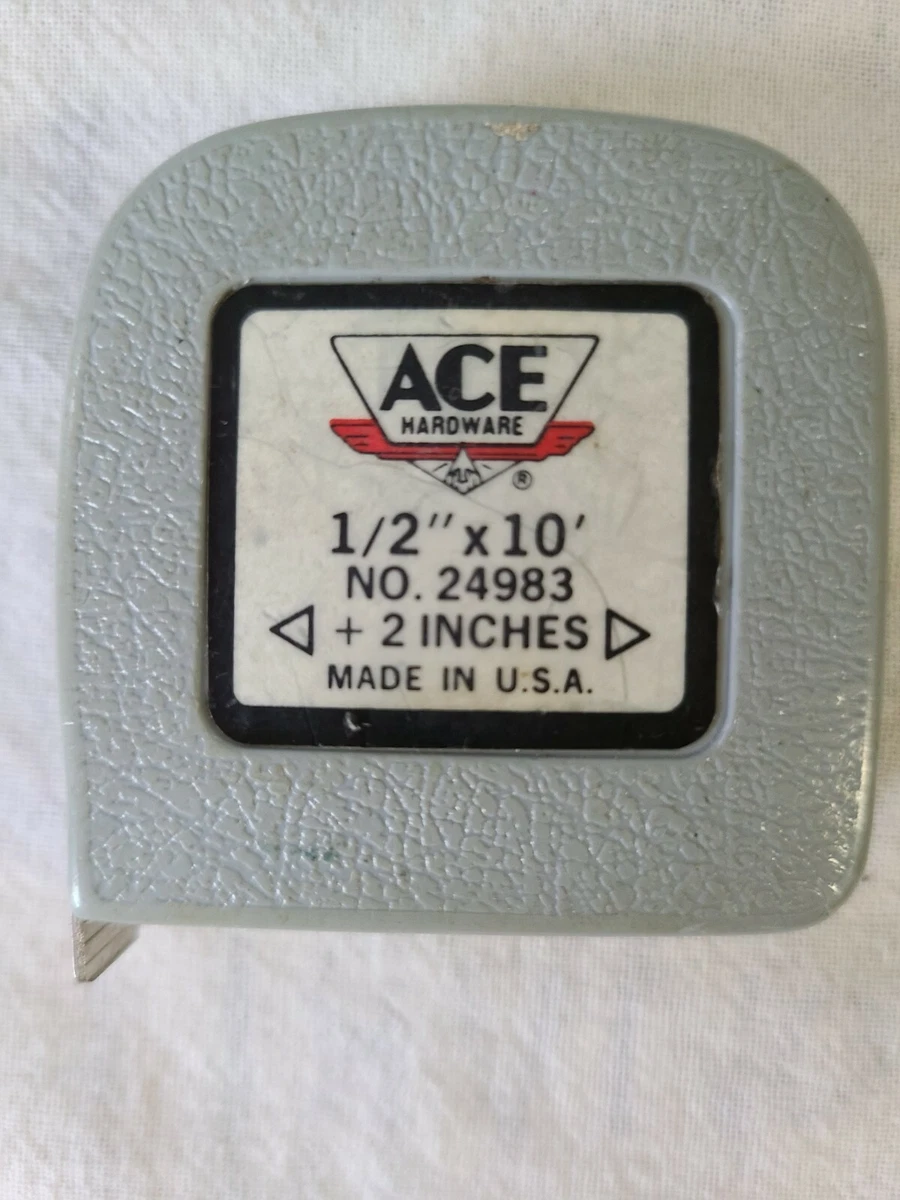 ACE
HARDWARE
®
1/2" x 10'
NO. 24983
◁ + 2 INCHES ▷
MADE IN U.S.A.